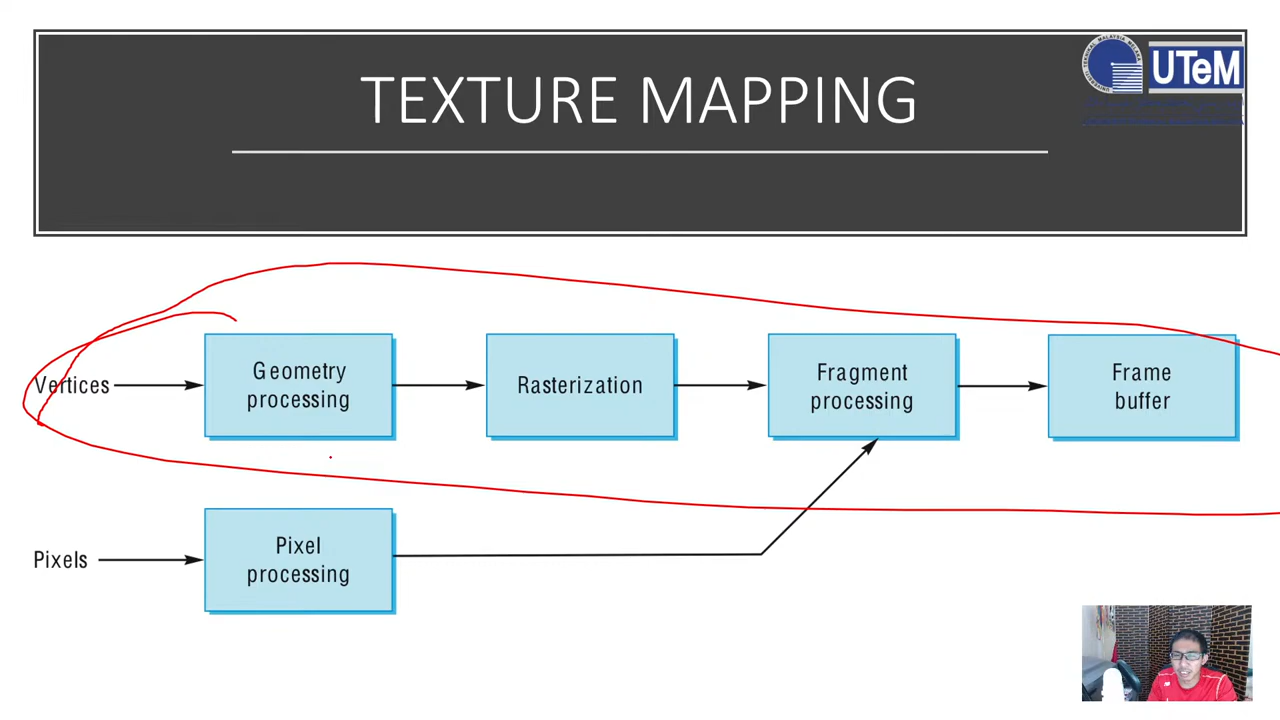 TEXTURE MAPPING
UTeM
Vertices
Geometry
processing
Rasterization
Fragment
processing
Frame
buffer
Pixels
Pixel
processing